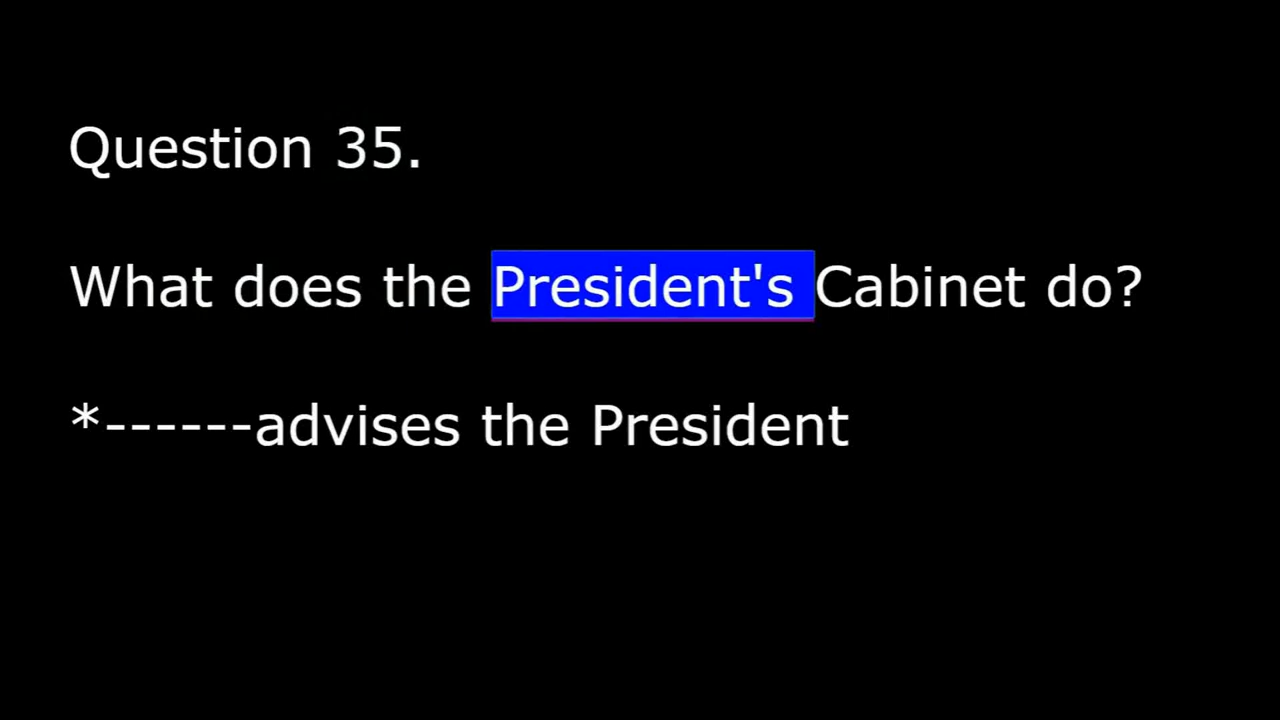 Question 35.
What does the President's Cabinet do?
*------advises the President